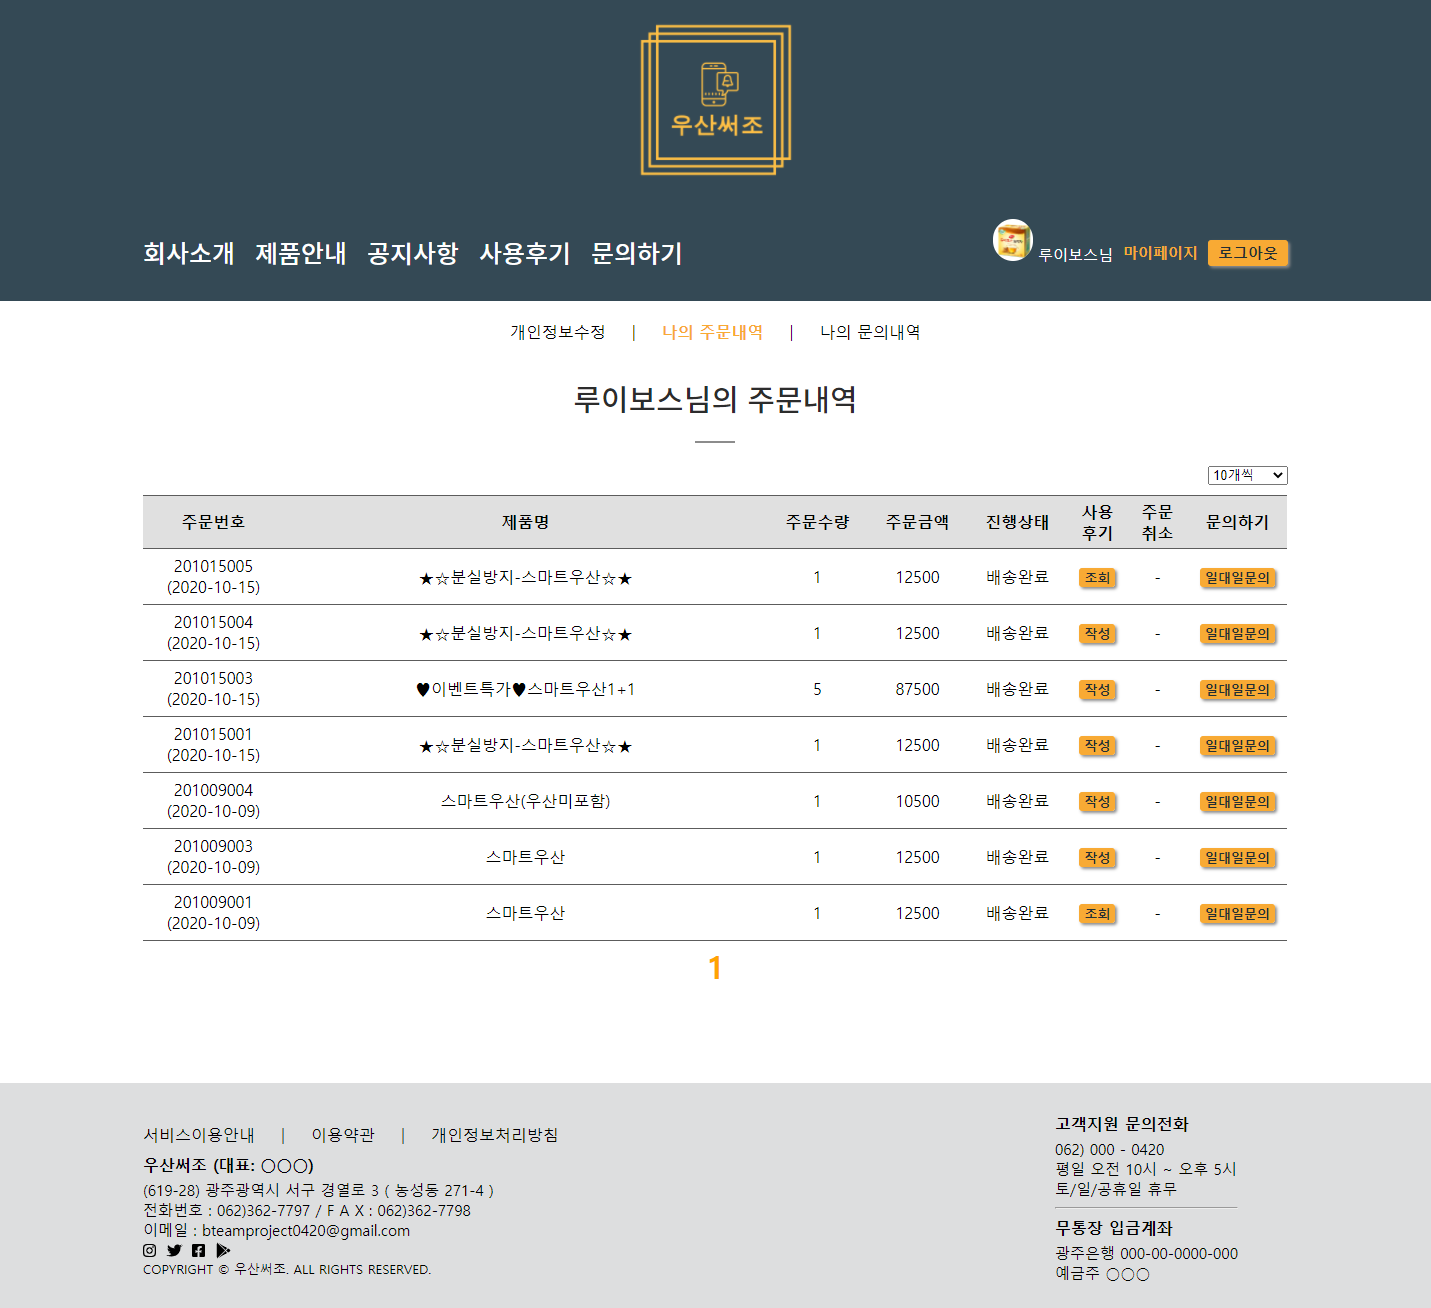 우산써조
회사소개 제품안내 공지사항 사용후기 문의하기
루이보스님 마이페이지 로그아웃
개인정보수정 | 나의 주문내역 | 나의 문의내역
루이보스님의 주문내역
10개씩
주문번호 제품명 주문수량 주문금액 진행상태 사용 후기 주문 취소 문의하기
201015005
(2020-10-15) ★☆분실방지-스마트우산☆★ 1 12500 배송완료 조회 - 일대일문의
201015004
(2020-10-15) ★☆분실방지-스마트우산☆★ 1 12500 배송완료 작성 - 일대일문의
201015003
(2020-10-15) ♥이벤트특가♥스마트우산1+1 5 87500 배송완료 작성 - 일대일문의
201015001
(2020-10-15) ★☆분실방지-스마트우산☆★ 1 12500 배송완료 작성 - 일대일문의
201009004
(2020-10-09) 스마트우산(우산미포함) 1 10500 배송완료 작성 - 일대일문의
201009003
(2020-10-09) 스마트우산 1 12500 배송완료 작성 - 일대일문의
201009001
(2020-10-09) 스마트우산 1 12500 배송완료 조회 - 일대일문의
1
서비스이용안내 | 이용약관 | 개인정보처리방침
우산써조 (대표: ○○○)
(619-28) 광주광역시 서구 경열로 3 ( 농성동 271-4 )
전화번호 : 062)362-7797 / F A X : 062)362-7798
이메일 : bteamproject0420@gmail.com
COPYRIGHT © 우산써조. ALL RIGHTS RESERVED.
고객지원 문의전화
062) 000 - 0420
평일 오전 10시 ~ 오후 5시
토/일/공휴일 휴무
무통장 입금계좌
광주은행 000-00-0000-000
예금주 ○○○